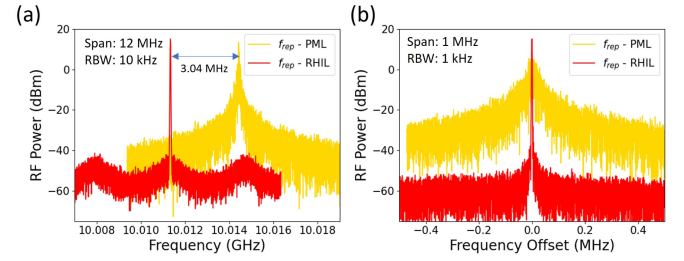 (a)
Span: 12 MHz
RBW: 10 kHz
f_rep - PML
f_rep - RHIL
3.04 MHz
20
0
−20
−40
−60
RF Power (dBm)
10.008 10.010 10.012 10.014 10.016 10.018
Frequency (GHz)
(b)
Span: 1 MHz
RBW: 1 kHz
f_rep - PML
f_rep - RHIL
20
0
−20
−40
−60
RF Power (dBm)
−0.4 −0.2 0.0 0.2 0.4
Frequency Offset (MHz)